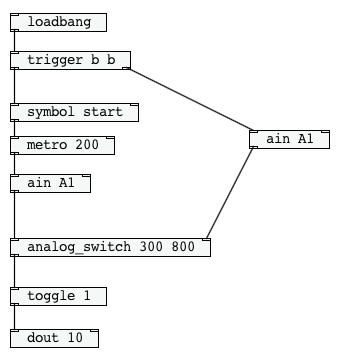 loadbang
trigger b b
symbol start
ain A1
metro 200
ain A1
analog_switch 300 800
toggle 1
dout 10